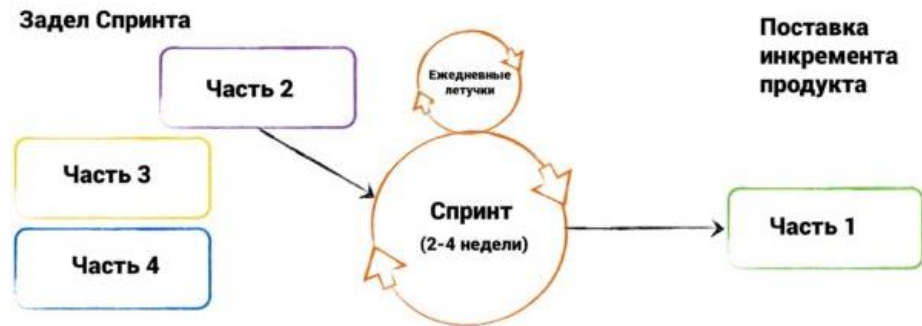 Задел Спринта
Поставка
инкремента
продукта
Ежедневные
летучки
Часть 2
Часть 3
Спринт
(2-4 недели)
Часть 1
Часть 4